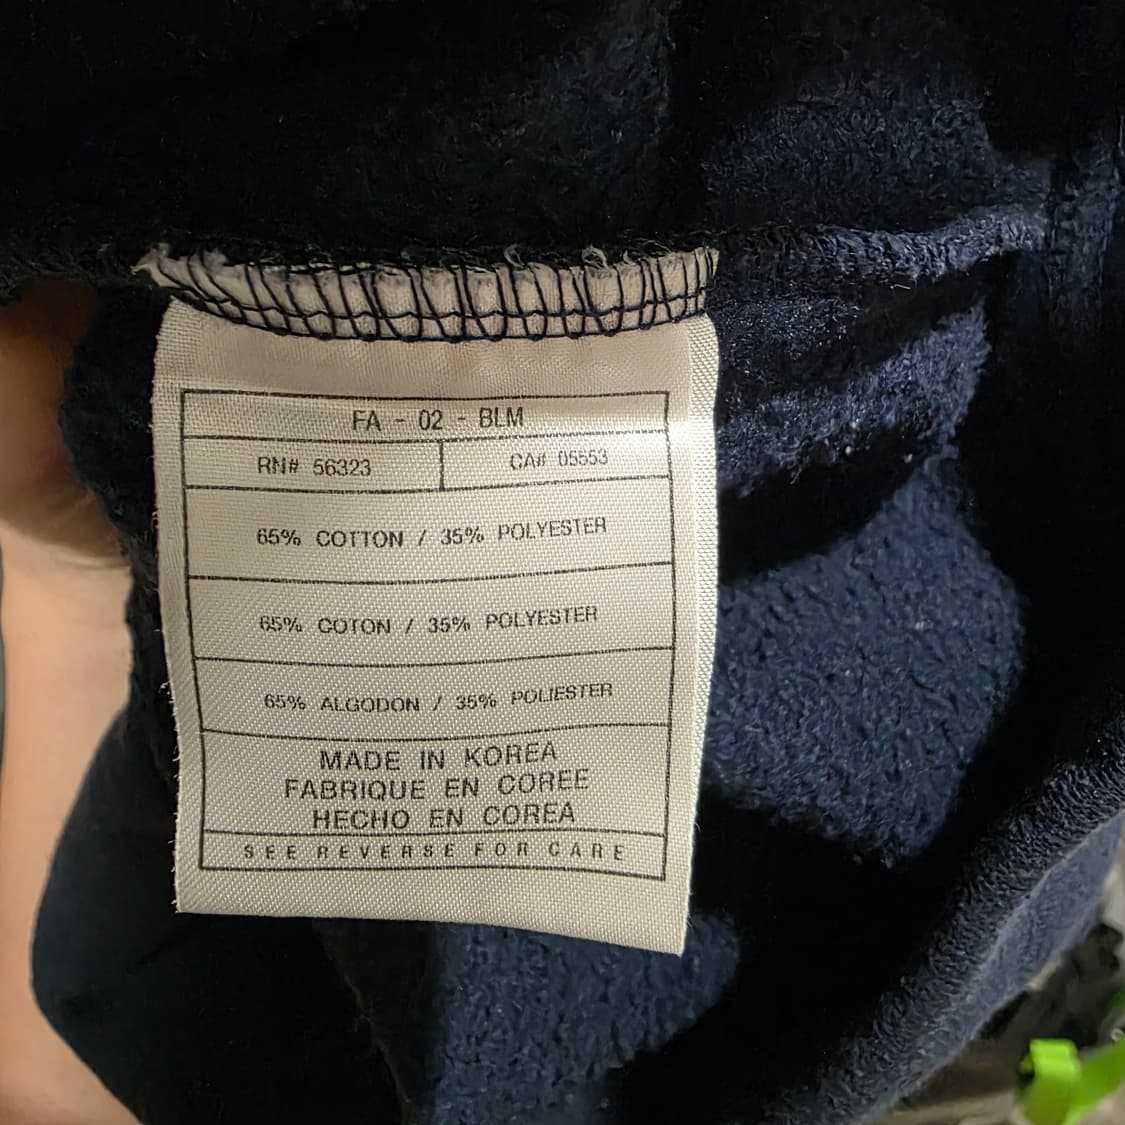 FA - 02 - BLM
RN# 56323 CA# 05553
65% COTTON / 35% POLYESTER
65% COTON / 35% POLYESTER
65% ALGODON / 35% POLIESTER
MADE IN KOREA
FABRIQUE EN COREE
HECHO EN COREA
SEE REVERSE FOR CARE